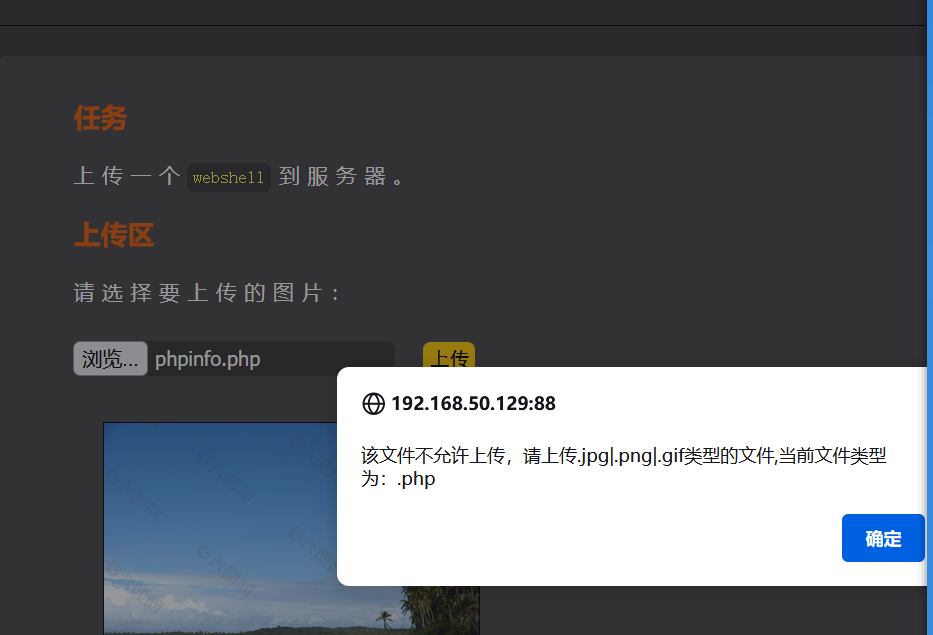 任务
上传一个 webshell 到服务器。
上传区
请选择要上传的图片：
浏览... phpinfo.php 上传
192.168.50.129:88
该文件不允许上传，请上传.jpg|.png|.gif类型的文件,当前文件类型
为：.php
确定